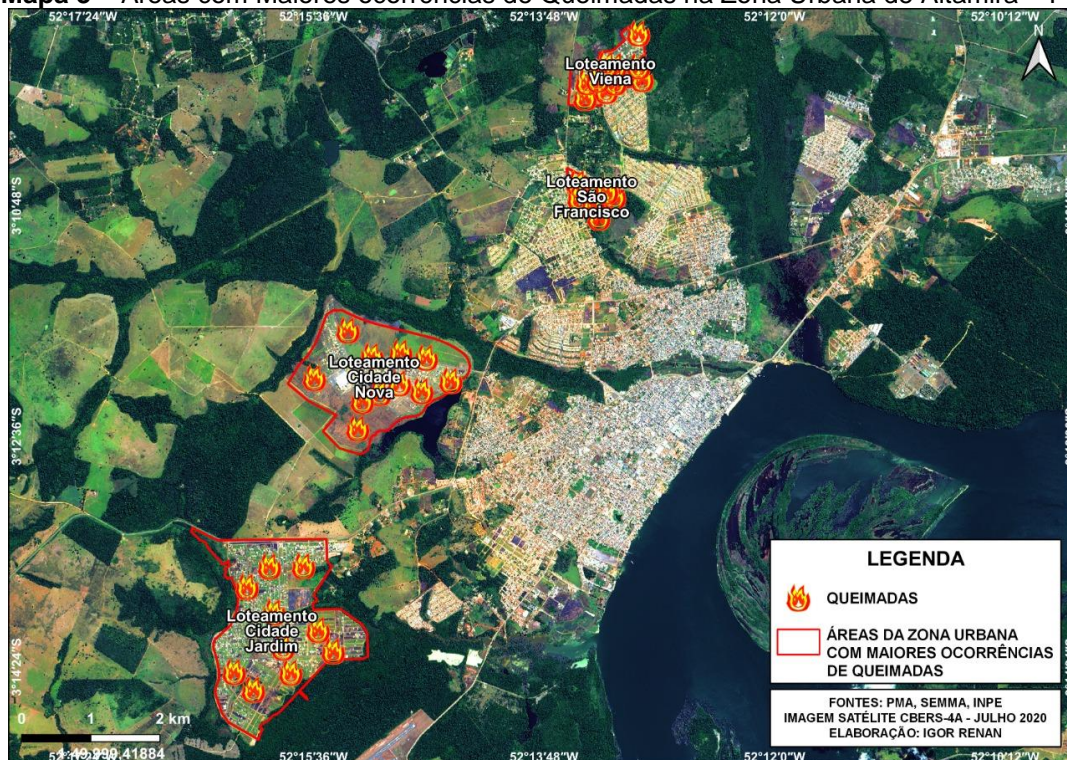 Mapa 3 – Áreas com Maiores ocorrências de Queimadas na Zona Urbana de Altamira –
52°17'24"W 52°15'36"W 52°13'48"W 52°12'0"W 52°10'12"W
N
Loteamento
Viena
3°10'48"S
Loteamento
São
Francisco
Loteamento
Cidade
Nova
3°12'36"S
Loteamento
Cidade
Jardim
3°14'24"S
LEGENDA
QUEIMADAS
ÁREAS DA ZONA URBANA
COM MAIORES OCORRÊNCIAS
DE QUEIMADAS
FONTES: PMA, SEMMA, INPE
IMAGEM SATÉLITE CBERS-4A - JULHO 2020
ELABORAÇÃO: IGOR RENAN
0 1 2 km
52°15'36"W 52°13'48"W 52°12'0"W 52°10'12"W